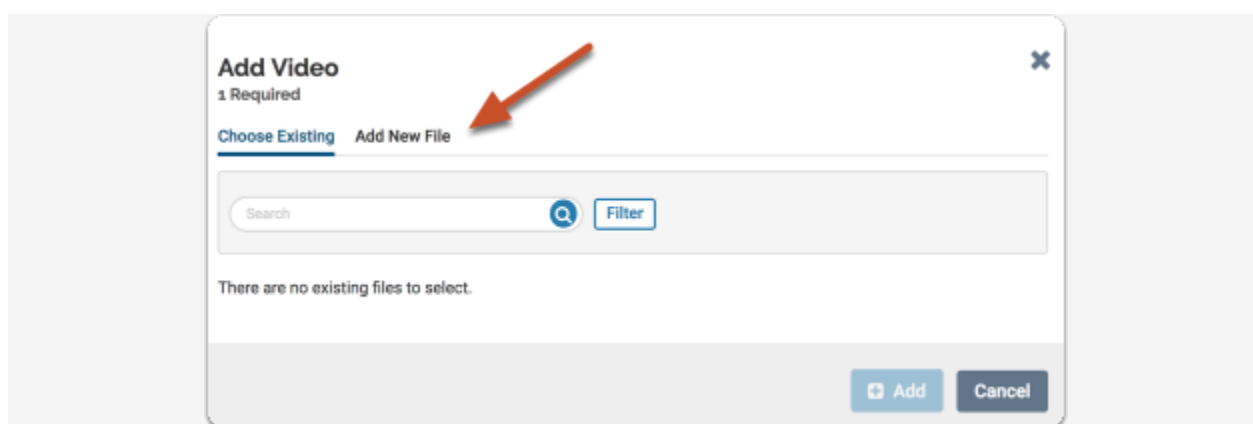 Add Video
1 Required
Choose Existing Add New File
Search Filter
There are no existing files to select.
Add Cancel